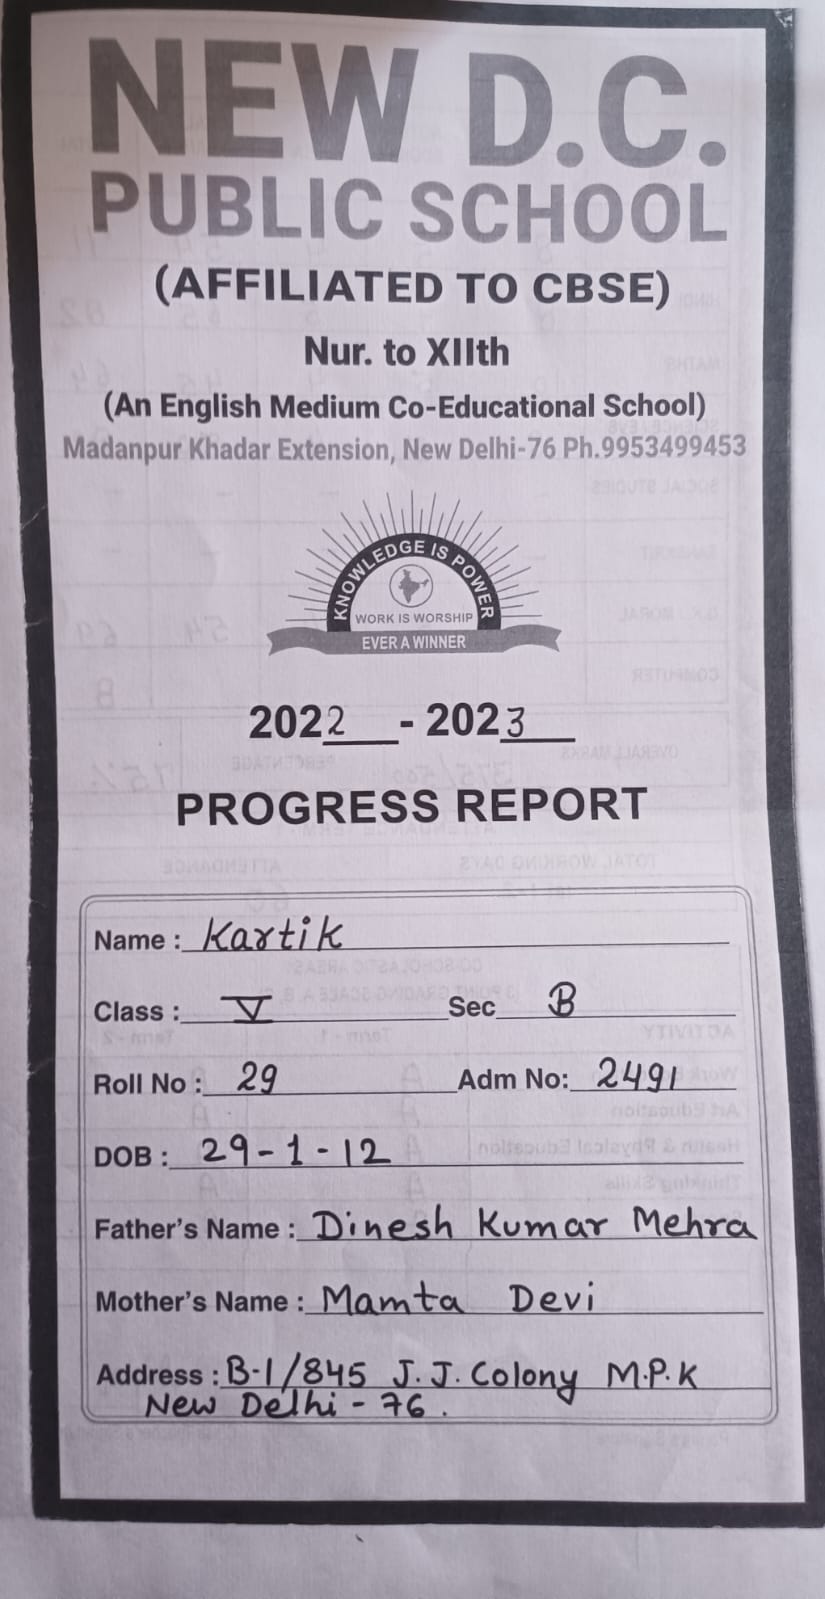 NEW D.C.
PUBLIC SCHOOL
(AFFILIATED TO CBSE)
Nur. to XIIth
(An English Medium Co-Educational School)
Madanpur Khadar Extension, New Delhi-76 Ph.9953499453
KNOWLEDGE IS POWER
WORK IS WORSHIP
EVER A WINNER
2022 - 2023
PROGRESS REPORT
Name : Kartik
Class : V Sec B
Roll No : 29 Adm No: 2491
DOB : 29-1-12
Father's Name : Dinesh Kumar Mehra
Mother's Name : Mamta Devi
Address : B-1/845 J.J. Colony M.P.K
New Delhi - 76.